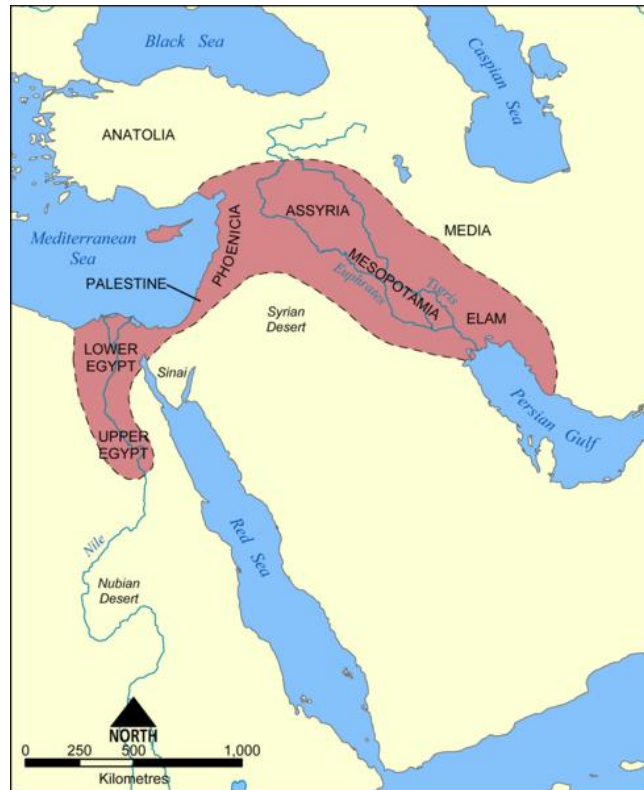 Black Sea
Caspian Sea
ANATOLIA
ASSYRIA
MEDIA
Mediterranean
Sea
PHOENICIA
MESOPOTAMIA
Tigris
Euphrates
PALESTINE
ELAM
Syrian
Desert
LOWER
EGYPT
Sinai
Persian Gulf
UPPER
EGYPT
Red Sea
Nile
Nubian
Desert
NORTH
0 250 500 1,000
Kilometres